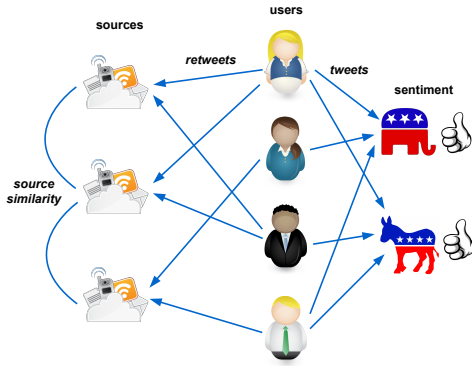 users
sources
retweets
tweets
sentiment
source
similarity